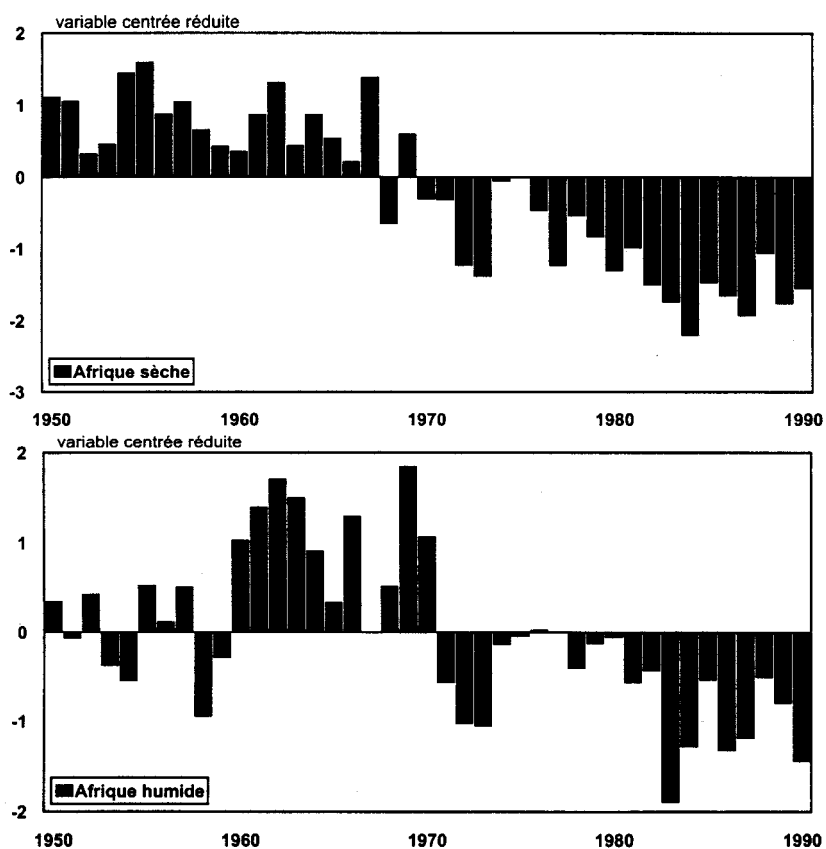 variable centrée réduite
2
1
0
-1
-2
-3
Afrique sèche
1950 1960 1970 1980 1990
variable centrée réduite
2
1
0
-1
-2
Afrique humide
1950 1960 1970 1980 1990